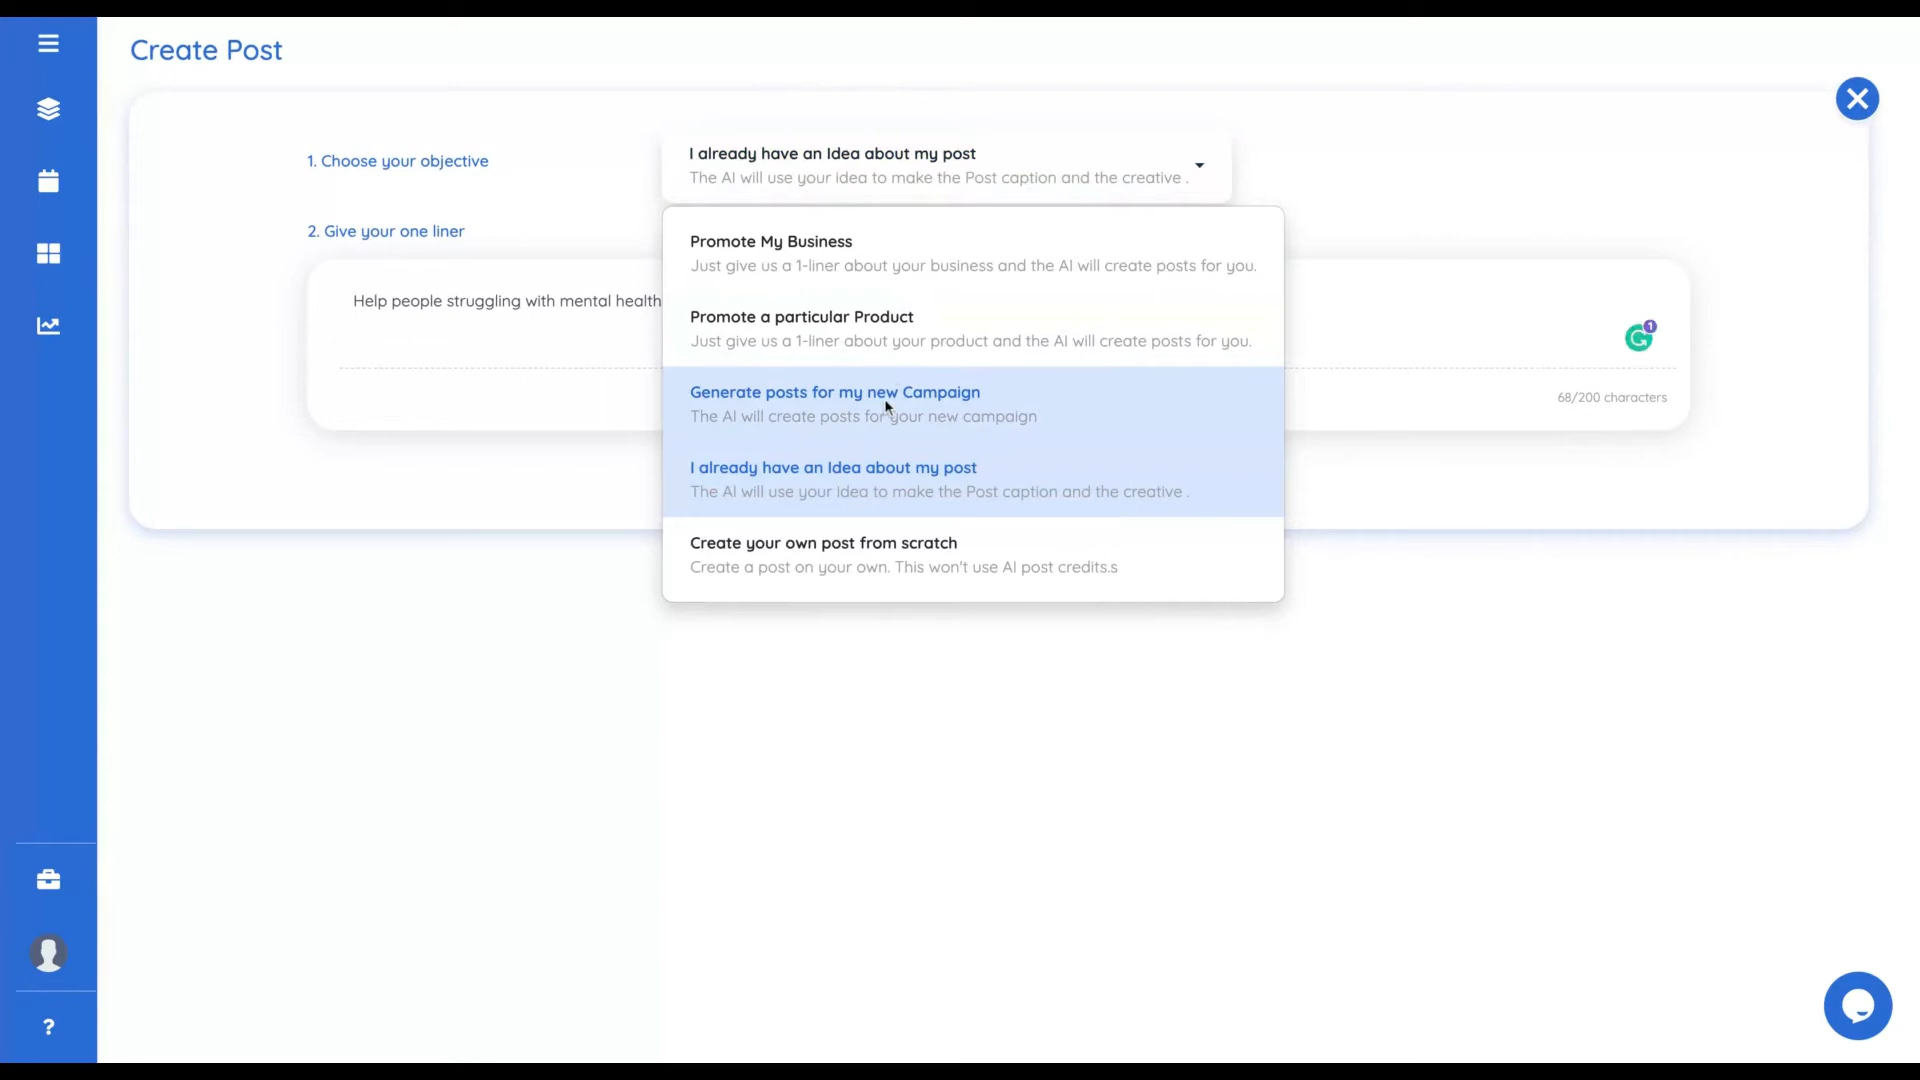 Create Post
1. Choose your objective
I already have an Idea about my post
The AI will use your idea to make the Post caption and the creative .
2. Give your one liner
Help people struggling with mental health
Promote My Business
Just give us a 1-liner about your business and the AI will create posts for you.
Promote a particular Product
Just give us a 1-liner about your product and the AI will create posts for you.
Generate posts for my new Campaign
The AI will create posts for your new campaign
I already have an Idea about my post
The AI will use your idea to make the Post caption and the creative .
Create your own post from scratch
Create a post on your own. This won't use AI post credits.s
1
68/200 characters
?